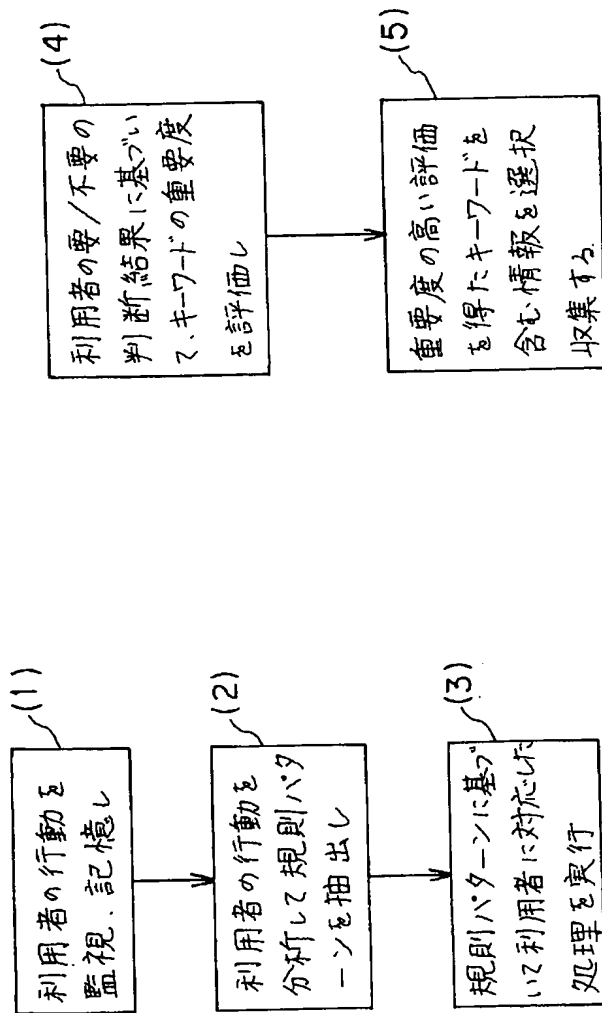 (1)
利用者の行動を
監視、記憶し
(2)
利用者の行動を
分析して規則パタ
ーンを抽出し
(3)
規則パターンに基づ
いて利用者に対応した
処理を実行
(4)
利用者の要/不要の
判断結果に基づい
て、キーワードの重要度
を評価し
(5)
重要度の高い評価
を得たキーワードを
含む情報を選択
収集する